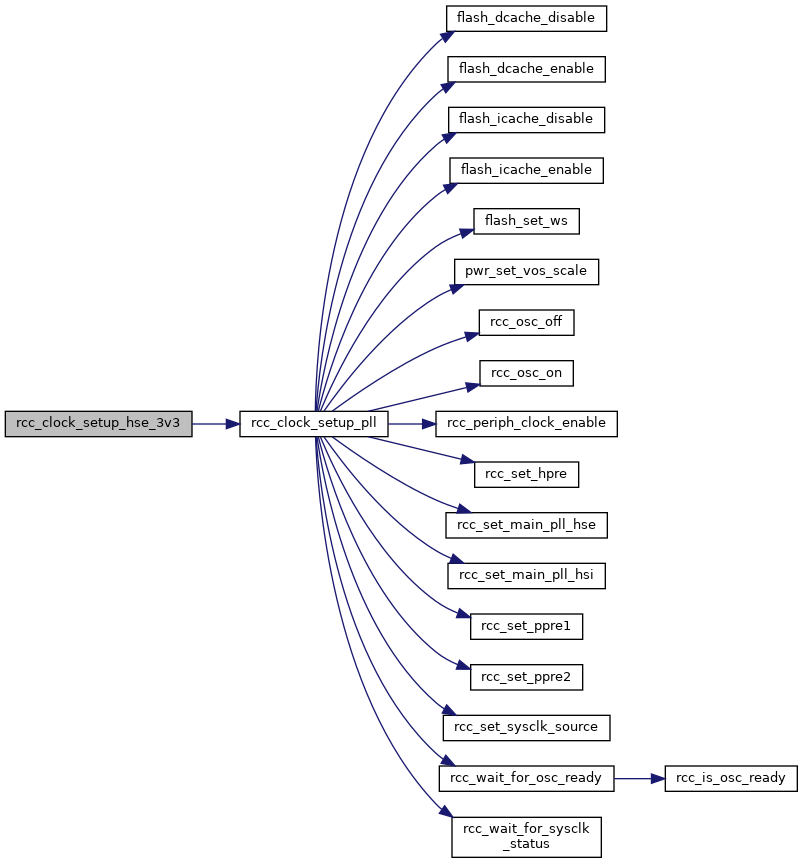 flash_dcache_disable
flash_dcache_enable
flash_icache_disable
flash_icache_enable
flash_set_ws
pwr_set_vos_scale
rcc_osc_off
rcc_osc_on
rcc_clock_setup_hse_3v3
rcc_clock_setup_pll
rcc_periph_clock_enable
rcc_set_hpre
rcc_set_main_pll_hse
rcc_set_main_pll_hsi
rcc_set_ppre1
rcc_set_ppre2
rcc_set_sysclk_source
rcc_wait_for_osc_ready
rcc_is_osc_ready
rcc_wait_for_sysclk
_status